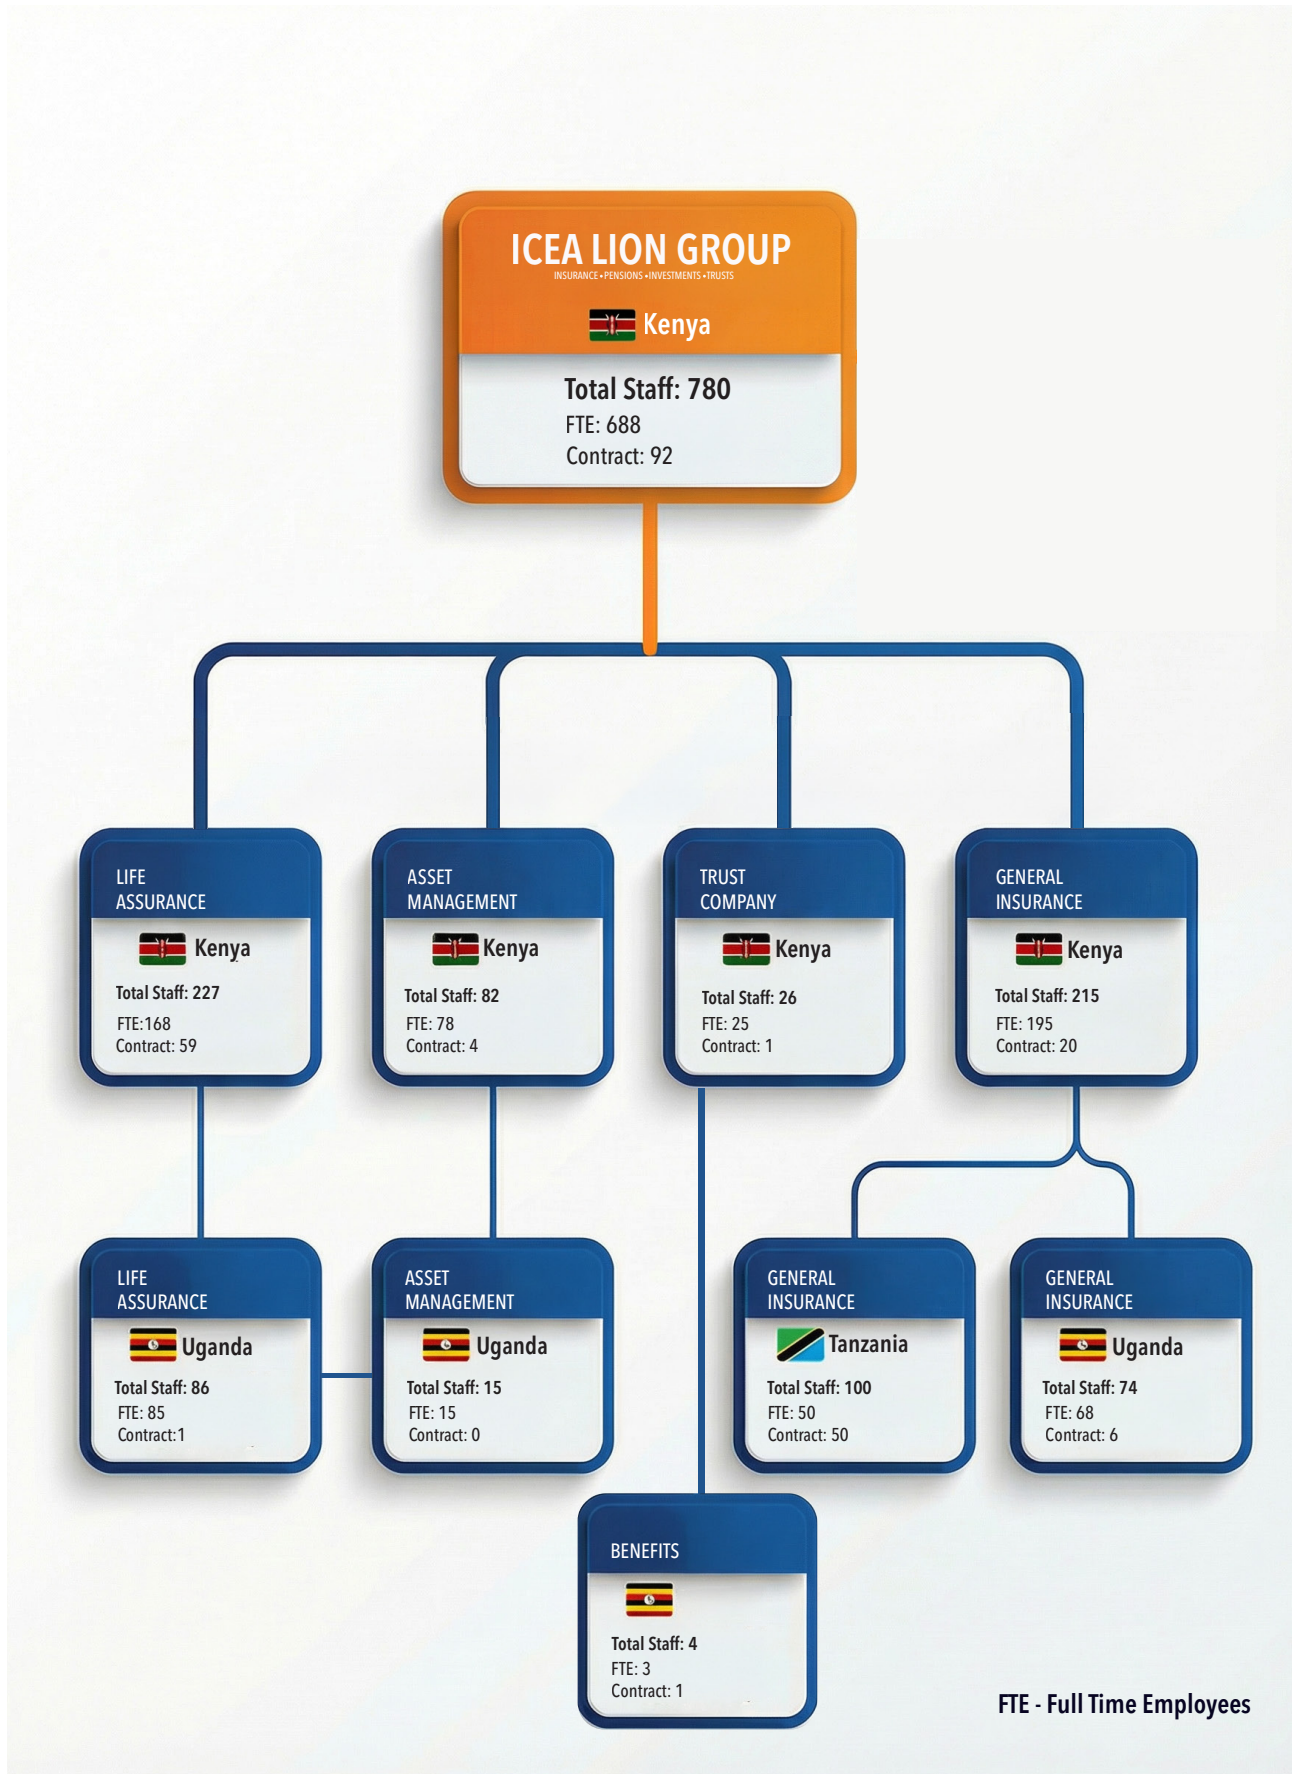 ICEA LION GROUP
INSURANCE • PENSIONS • INVESTMENTS • TRUSTS
Kenya
Total Staff: 780
FTE: 688
Contract: 92
LIFE
ASSURANCE
Kenya
Total Staff: 227
FTE:168
Contract: 59
ASSET
MANAGEMENT
Kenya
Total Staff: 82
FTE: 78
Contract: 4
TRUST
COMPANY
Kenya
Total Staff: 26
FTE: 25
Contract: 1
GENERAL
INSURANCE
Kenya
Total Staff: 215
FTE: 195
Contract: 20
LIFE
ASSURANCE
Uganda
Total Staff: 86
FTE: 85
Contract:1
ASSET
MANAGEMENT
Uganda
Total Staff: 15
FTE: 15
Contract: 0
GENERAL
INSURANCE
Tanzania
Total Staff: 100
FTE: 50
Contract: 50
GENERAL
INSURANCE
Uganda
Total Staff: 74
FTE: 68
Contract: 6
BENEFITS
Total Staff: 4
FTE: 3
Contract: 1
FTE - Full Time Employees